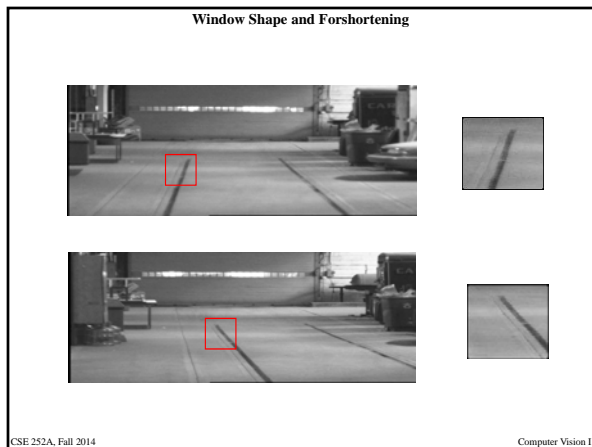 Window Shape and Forshortening
CSE 252A, Fall 2014
Computer Vision I